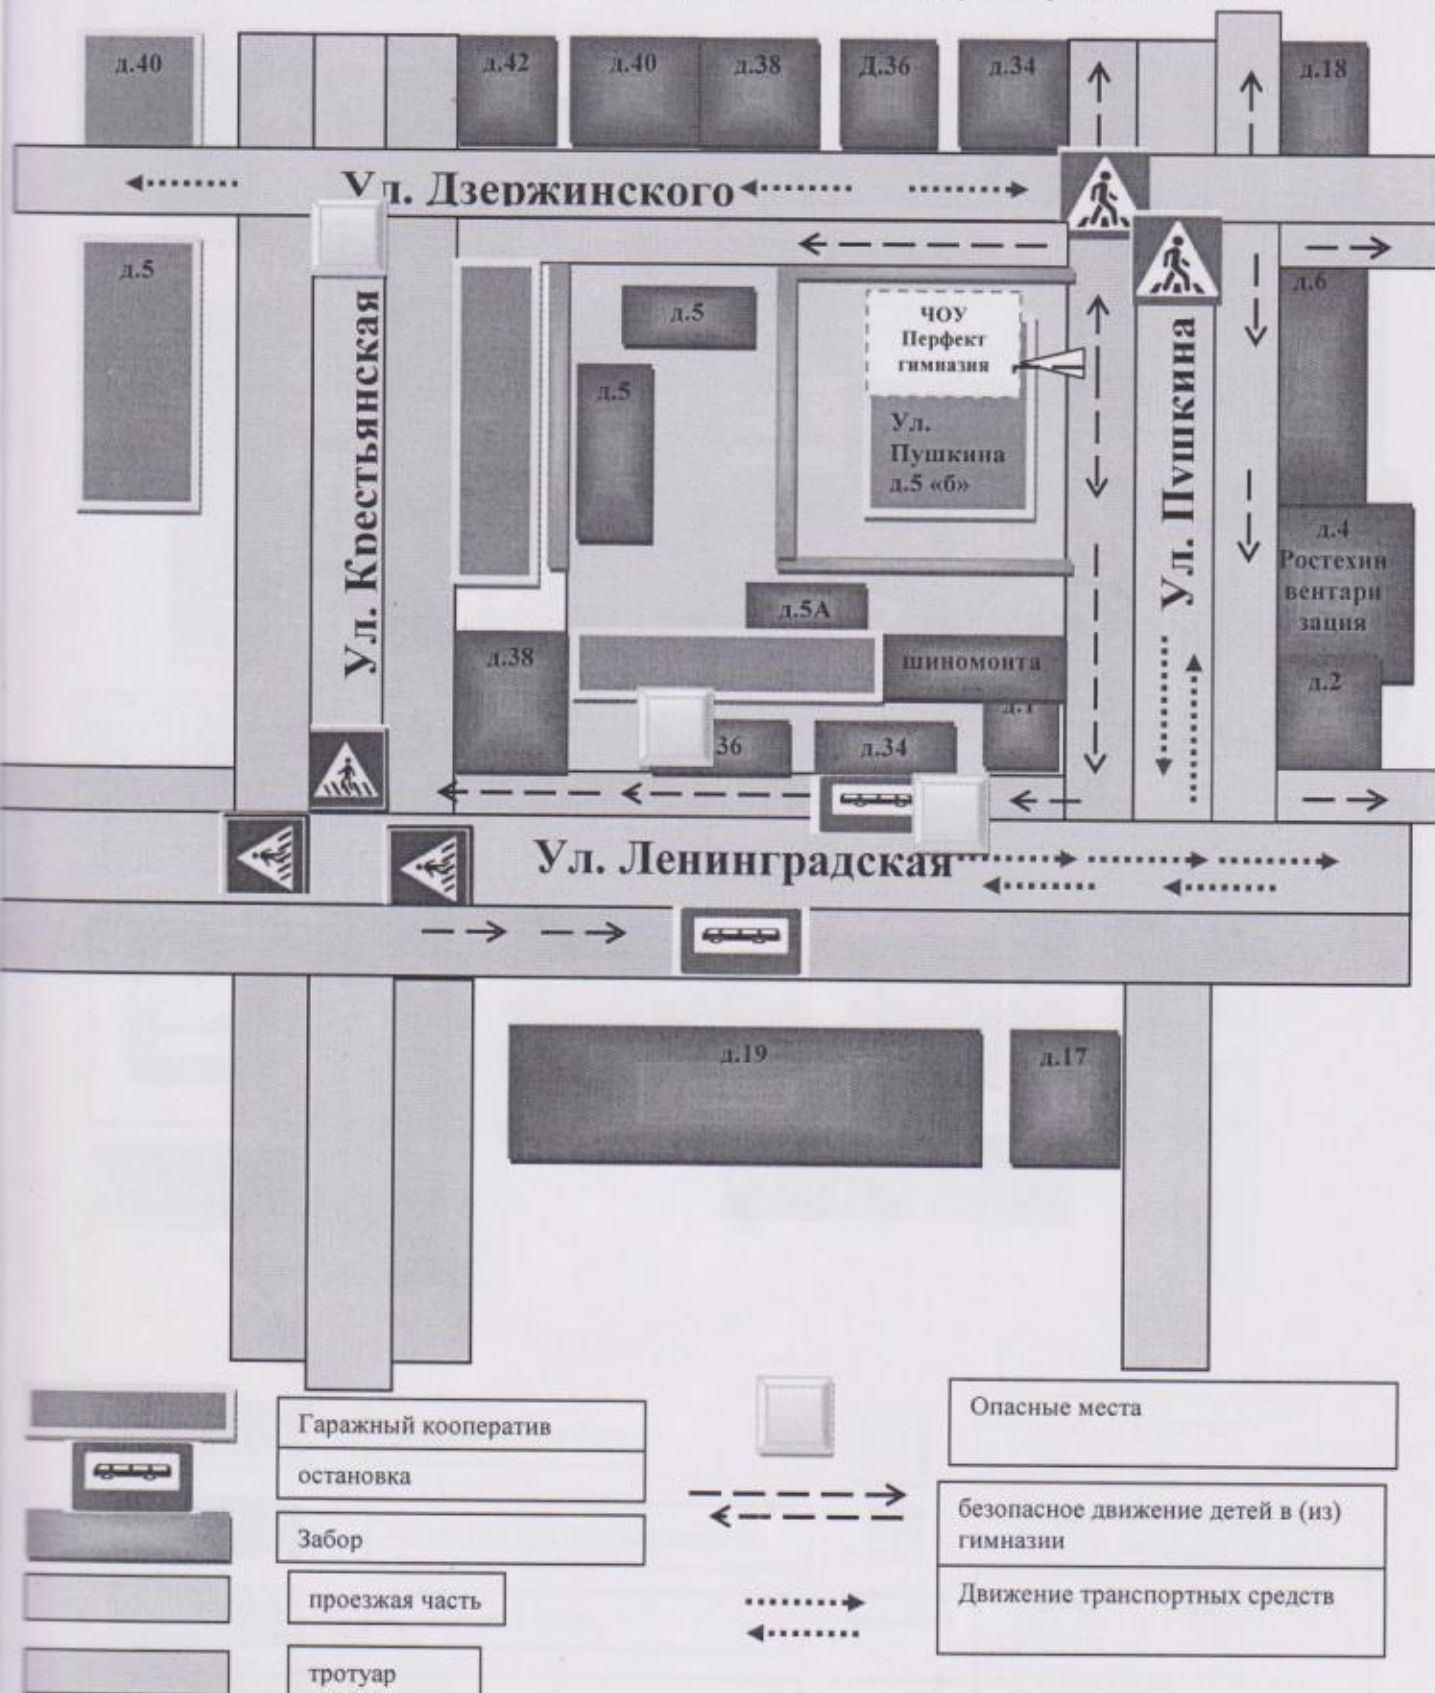 д.40
д.42
д.40
д.38
Д.36
д.34
д.18
Ул. Дзержинского
д.5
д.5
д.5
ЧОУ
Перфект
гимназия
Ул.
Пушкина
д.5 «б»
д.6
Ул. Крестьянская
Ул. Пушкина
д.4
Ростехин
вентари
зация
д.5А
д.38
шиномонта
д.2
д.1
36
д.34
Ул. Ленинградская
д.19
д.17
Гаражный кооператив
остановка
Забор
проезжая часть
тротуар
Опасные места
безопасное движение детей в (из)
гимназии
Движение транспортных средств